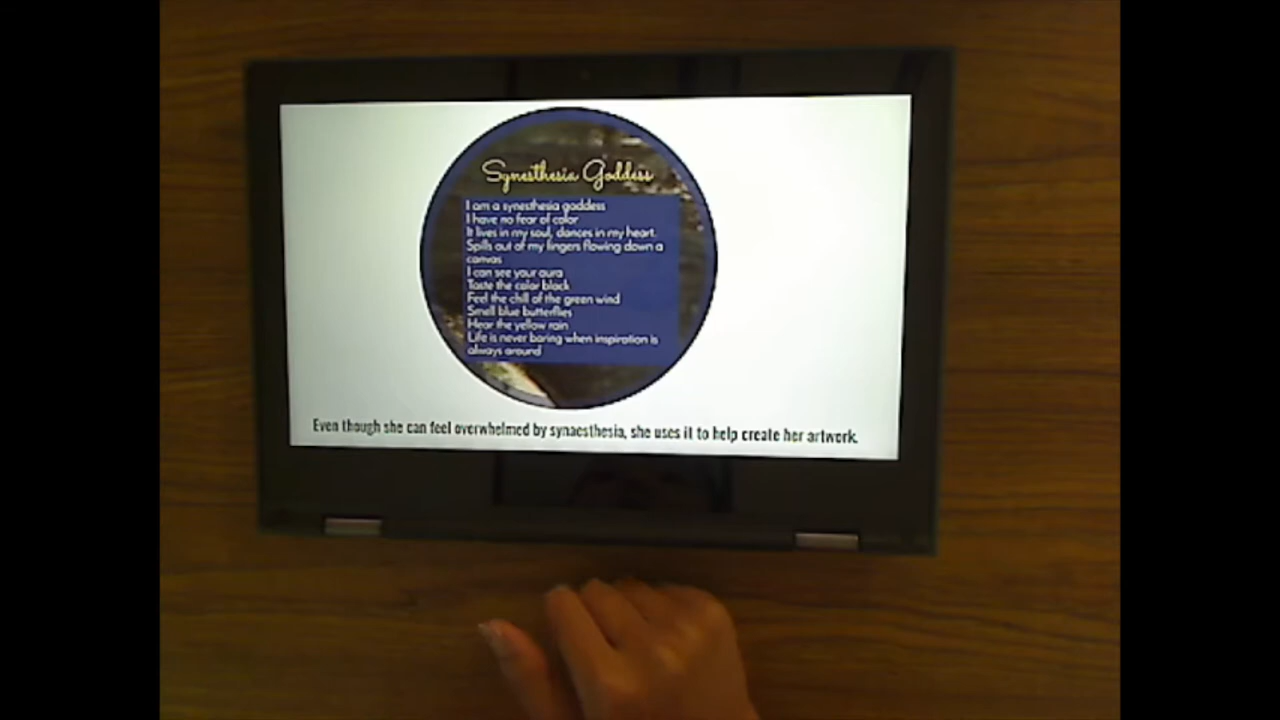 Synesthesia Goddess
I am a synesthesia goddess
I have no fear of color
It lives in my soul, dances in my heart.
Spills out of my fingers flowing down a
canvas
I can see your aura
Taste the color black
Feel the chill of the green wind
Smell blue butterflies
Hear the yellow rain
Life is never boring when inspiration is
always around
Even though she can feel overwhelmed by synaesthesia, she uses it to help create her artwork.